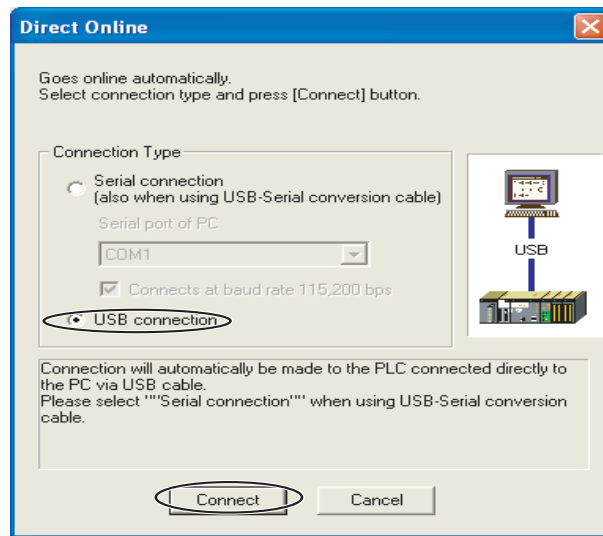 Direct Online
Goes online automatically.
Select connection type and press [Connect] button.
Connection Type
Serial connection
(also when using USB-Serial conversion cable)
Serial port of PC
COM1
Connects at baud rate 115,200 bps
USB connection
USB
Connection will automatically be made to the PLC connected directly to
the PC via USB cable.
Please select ""Serial connection"" when using USB-Serial conversion
cable.
Connect
Cancel